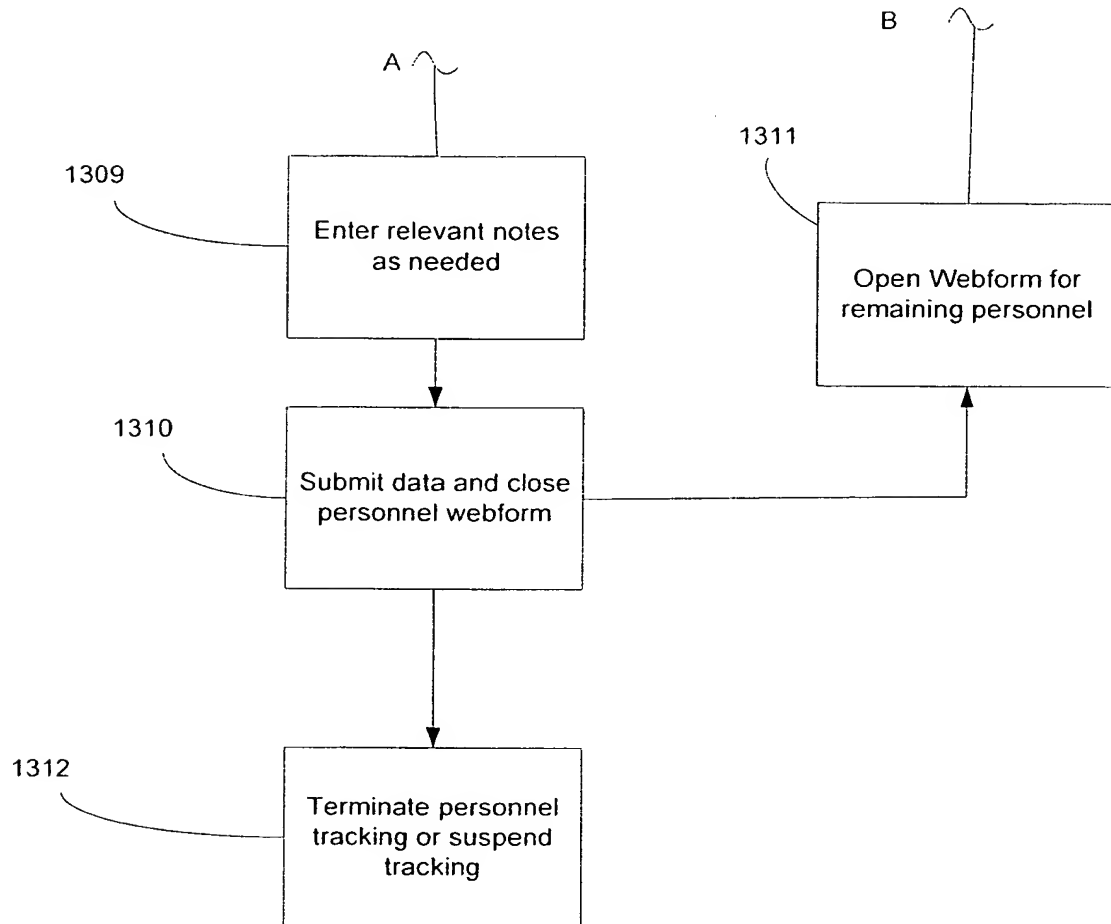 A
B
1309
Enter relevant notes
as needed
1311
Open Webform for
remaining personnel
1310
Submit data and close
personnel webform
1312
Terminate personnel
tracking or suspend
tracking